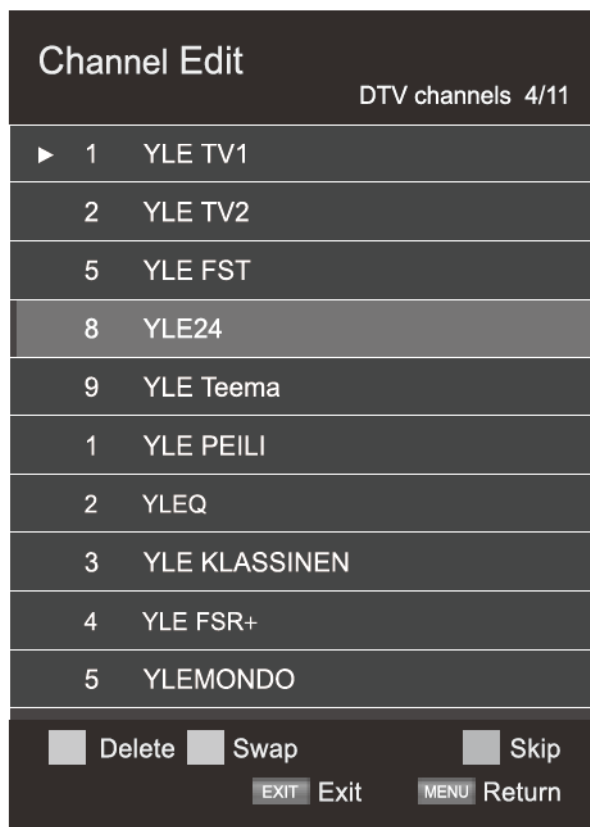 Channel Edit
DTV channels 4/11
► 1 YLE TV1
2 YLE TV2
5 YLE FST
8 YLE24
9 YLE Teema
1 YLE PEILI
2 YLEQ
3 YLE KLASSINEN
4 YLE FSR+
5 YLEMONDO
Delete Swap Skip
EXIT Exit MENU Return